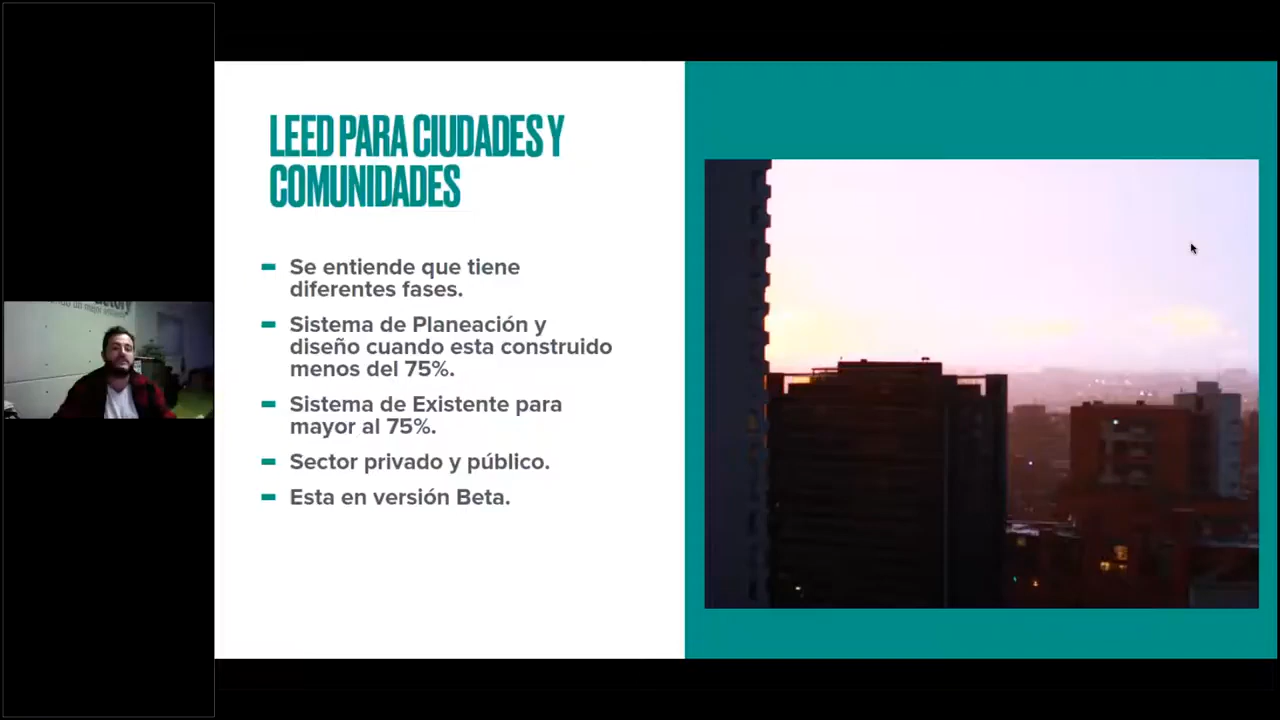 LEED PARA CIUDADES Y
COMUNIDADES
Se entiende que tiene
diferentes fases.
Sistema de Planeación y
diseño cuando esta construido
menos del 75%.
Sistema de Existente para
mayor al 75%.
Sector privado y público.
Esta en versión Beta.